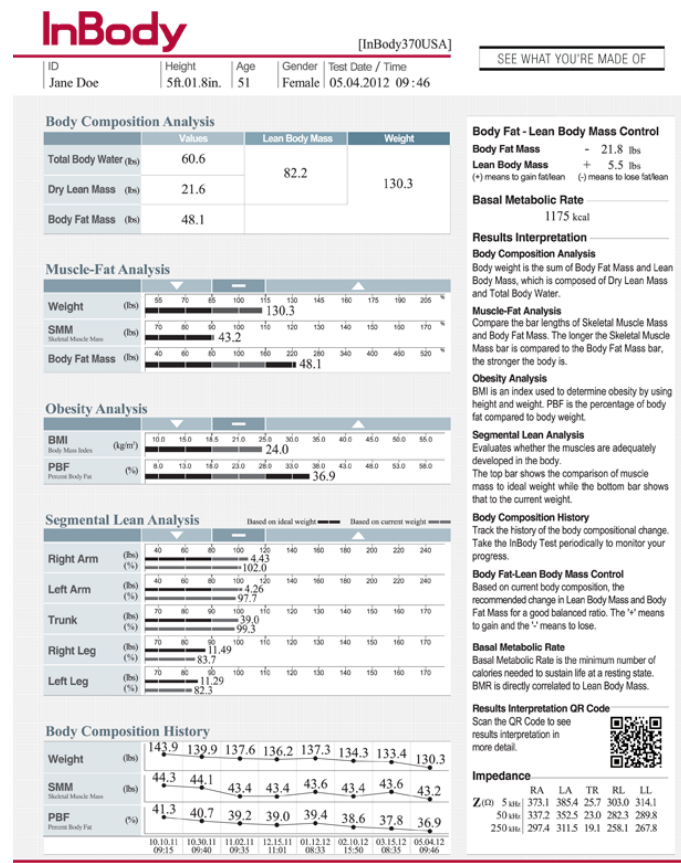 InBody
[InBody370USA]
SEE WHAT YOU'RE MADE OF
ID Height Age Gender Test Date / Time
Jane Doe 5ft.01.8in. 51 Female 05.04.2012 09:46
Body Composition Analysis
Values Lean Body Mass Weight
Total Body Water (lbs) 60.6 82.2 130.3
Dry Lean Mass (lbs) 21.6
Body Fat Mass (lbs) 48.1
Muscle-Fat Analysis
Weight (lbs) 55 70 85 100 115 130 145 160 175 190 205 %
130.3
SMM (lbs) 70 80 90 100 110 120 130 140 150 160 170 %
Skeletal Muscle Mass 43.2
Body Fat Mass (lbs) 40 60 80 100 160 220 280 340 400 460 520 %
48.1
Obesity Analysis
BMI (kg/m²) 10.0 15.0 18.5 21.0 25.0 30.0 35.0 40.0 45.0 50.0 55.0
Body Mass Index 24.0
PBF (%) 8.0 13.0 18.0 23.0 28.0 33.0 38.0 43.0 48.0 53.0 58.0
Percent Body Fat 36.9
Segmental Lean Analysis Based on ideal weight Based on current weight
Right Arm (lbs) (%) 40 60 80 100 120 140 160 180 200 220 240
4.43
102.0
Left Arm (lbs) (%) 40 60 80 100 120 140 160 180 200 220 240
4.26
97.7
Trunk (lbs) (%) 70 80 90 100 110 120 130 140 150 160 170
39.0
99.3
Right Leg (lbs) (%) 70 80 90 100 110 120 130 140 150 160 170
11.49
83.7
Left Leg (lbs) (%) 70 80 90 100 110 120 130 140 150 160 170
11.29
82.3
Body Composition History
Weight (lbs) 143.9 139.9 137.6 136.2 137.3 134.3 133.4 130.3
SMM (lbs) 44.3 44.1 43.4 43.4 43.6 43.4 43.6 43.2
Skeletal Muscle Mass
PBF (%) 41.3 40.7 39.2 39.0 39.4 38.6 37.8 36.9
Percent Body Fat
10.10.11 10.30.11 11.02.11 12.15.11 01.12.12 02.10.12 03.15.12 05.04.12
09:15 09:40 09:35 11:01 08:33 15:50 08:35 09:46
Body Fat - Lean Body Mass Control
Body Fat Mass - 21.8 lbs
Lean Body Mass + 5.5 lbs
(+) means to gain fat/lean (-) means to lose fat/lean
Basal Metabolic Rate
1175 kcal
Results Interpretation
Body Composition Analysis
Body weight is the sum of Body Fat Mass and Lean
Body Mass, which is composed of Dry Lean Mass
and Total Body Water.
Muscle-Fat Analysis
Compare the bar lengths of Skeletal Muscle Mass
and Body Fat Mass. The longer the Skeletal Muscle
Mass bar is compared to the Body Fat Mass bar,
the stronger the body is.
Obesity Analysis
BMI is an index used to determine obesity by using
height and weight. PBF is the percentage of body
fat compared to body weight.
Segmental Lean Analysis
Evaluates whether the muscles are adequately
developed in the body.
The top bar shows the comparison of muscle
mass to ideal weight while the bottom bar shows
that to the current weight.
Body Composition History
Track the history of the body compositional change.
Take the InBody Test periodically to monitor your
progress.
Body Fat-Lean Body Mass Control
Based on current body composition, the
recommended change in Lean Body Mass and Body
Fat Mass for a good balanced ratio. The '+' means
to gain and the '-' means to lose.
Basal Metabolic Rate
Basal Metabolic Rate is the minimum number of
calories needed to sustain life at a resting state.
BMR is directly correlated to Lean Body Mass.
Results Interpretation QR Code
Scan the QR Code to see
results interpretation in
more detail.
Impedance
RA LA TR RL LL
Z(Ω) 5 kHz 373.1 385.4 25.7 303.0 314.1
50 kHz 337.2 352.5 23.0 282.3 289.8
250 kHz 297.4 311.5 19.1 258.1 267.8